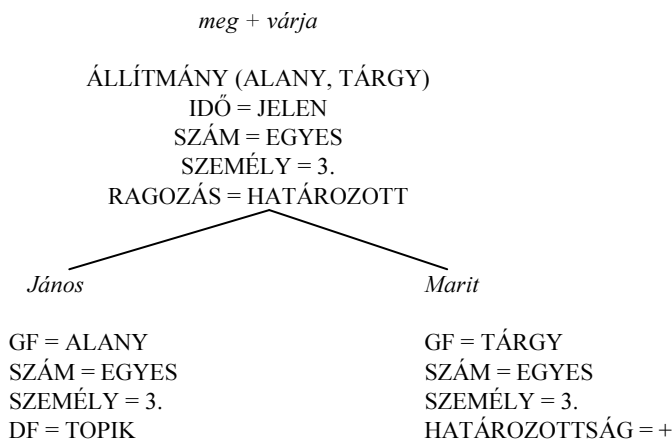 meg + várja
ÁLLÍTMÁNY (ALANY, TÁRGY)
IDŐ = JELEN
SZÁM = EGYES
SZEMÉLY = 3.
RAGOZÁS = HATÁROZOTT
János
GF = ALANY
SZÁM = EGYES
SZEMÉLY = 3.
DF = TOPIK
Marit
GF = TÁRGY
SZÁM = EGYES
SZEMÉLY = 3.
HATÁROZOTTSÁG = +